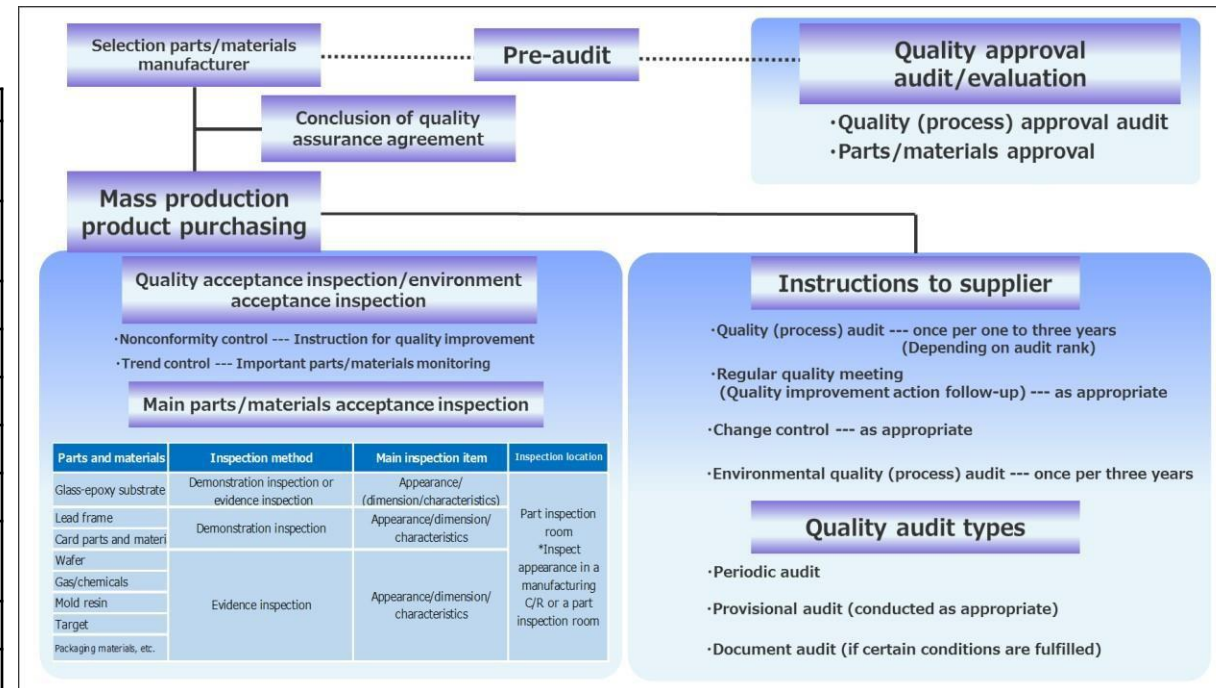 Selection parts/materials
manufacturer
Pre-audit
Quality approval
audit/evaluation
・Quality (process) approval audit
・Parts/materials approval
Conclusion of quality
assurance agreement
Mass production
product purchasing
Quality acceptance inspection/environment
acceptance inspection
・Nonconformity control --- Instruction for quality improvement
・Trend control --- Important parts/materials monitoring
Main parts/materials acceptance inspection
Parts and materials Inspection method Main inspection item Inspection location
Glass-epoxy substrate
Demonstration inspection or
evidence inspection
Appearance/
(dimension/characteristics)
Lead frame
Card parts and materi
Demonstration inspection
Appearance/dimension/
characteristics
Wafer
Gas/chemicals
Mold resin
Target
Packaging materials, etc.
Evidence inspection
Appearance/dimension/
characteristics
Part inspection
room
*Inspect
appearance in a
manufacturing
C/R or a part
inspection room
Instructions to supplier
・Quality (process) audit --- once per one to three years
(Depending on audit rank)
・Regular quality meeting
(Quality improvement action follow-up) --- as appropriate
・Change control --- as appropriate
・Environmental quality (process) audit --- once per three years
Quality audit types
・Periodic audit
・Provisional audit (conducted as appropriate)
・Document audit (if certain conditions are fulfilled)